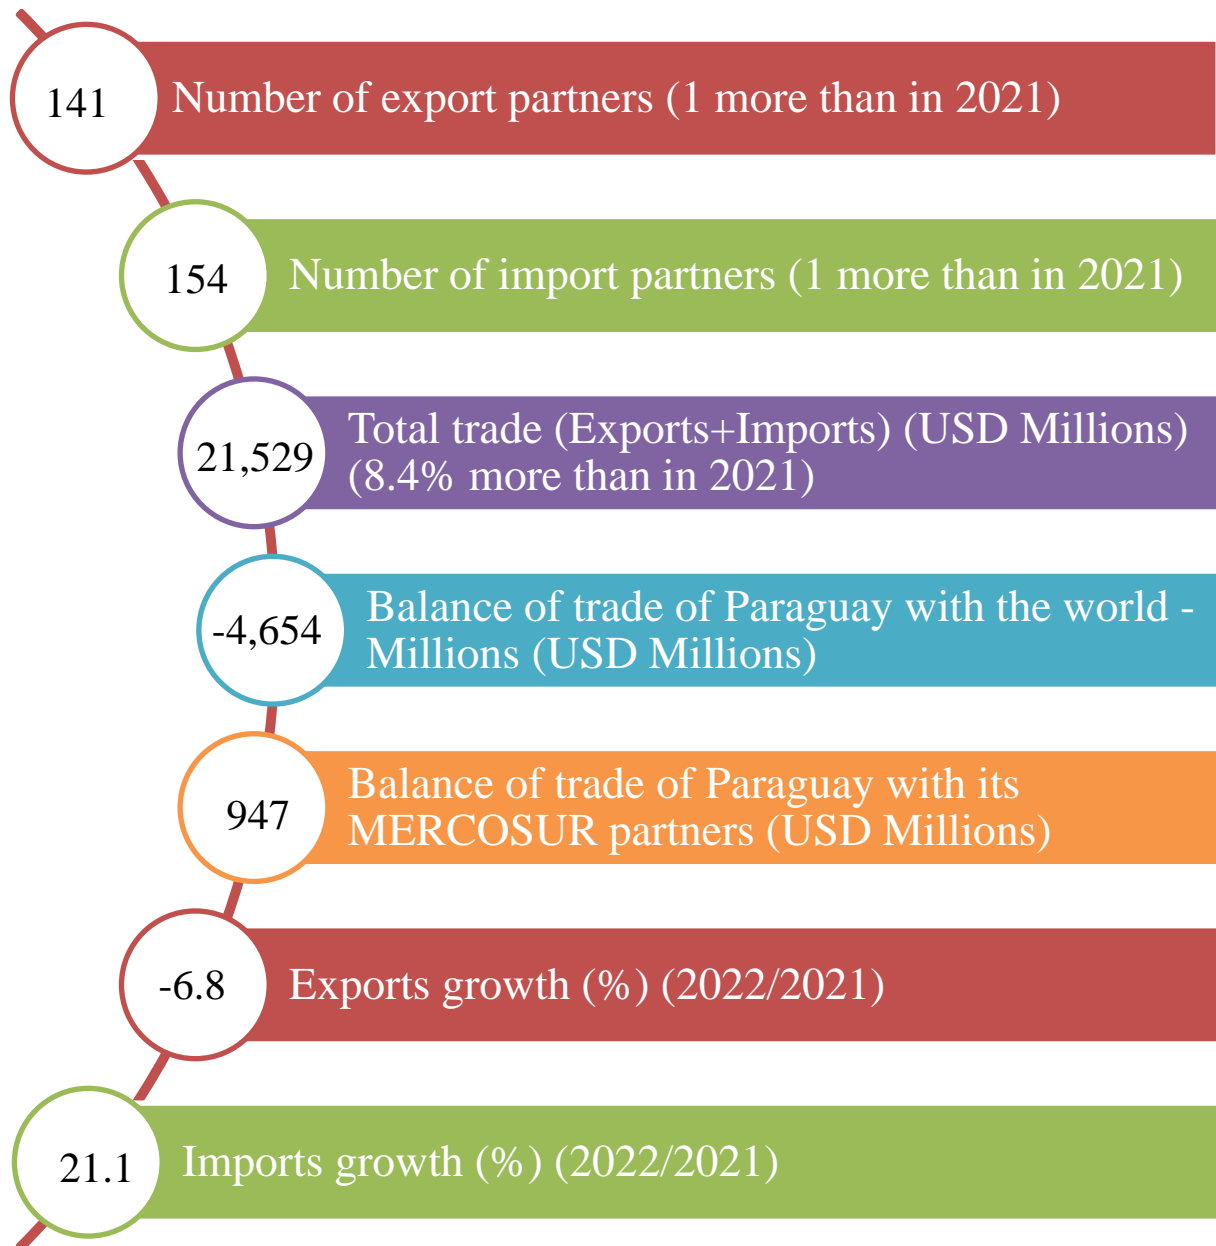 141
Number of export partners (1 more than in 2021)
154
Number of import partners (1 more than in 2021)
21,529
Total trade (Exports+Imports) (USD Millions)
(8.4% more than in 2021)
-4,654
Balance of trade of Paraguay with the world -
Millions (USD Millions)
947
Balance of trade of Paraguay with its
MERCOSUR partners (USD Millions)
-6.8
Exports growth (%) (2022/2021)
21.1
Imports growth (%) (2022/2021)